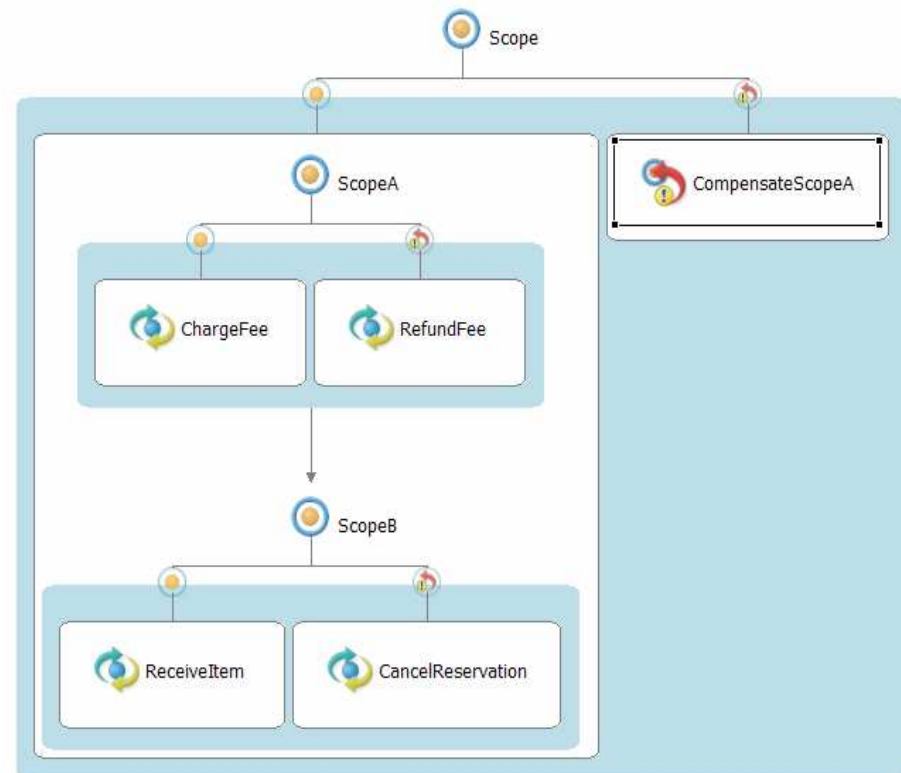 Scope
ScopeA
CompensateScopeA
ChargeFee
RefundFee
ScopeB
ReceiveItem
CancelReservation